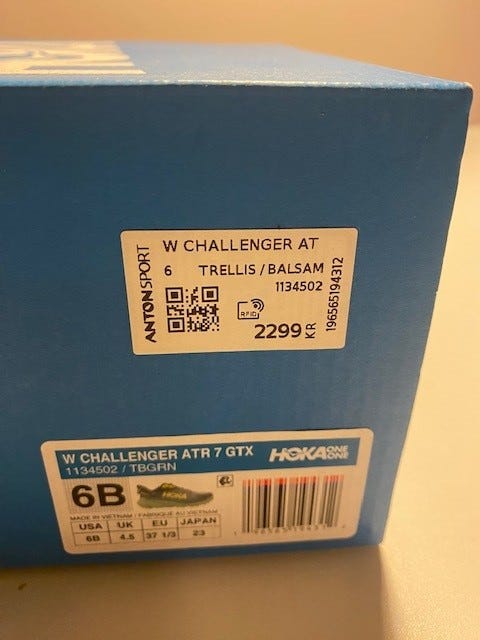 ANTON SPORT
W CHALLENGER AT
6 TRELLIS / BALSAM
1134502
RFID
2299 KR
196565194312
W CHALLENGER ATR 7 GTX
HOKA ONE ONE
1134502 / TBGRN
6B
HOKA
MADE IN VIETNAM / FABRIQUÉ AU VIETNAM
USA UK EU JAPAN
6B 4.5 37 1/3 23